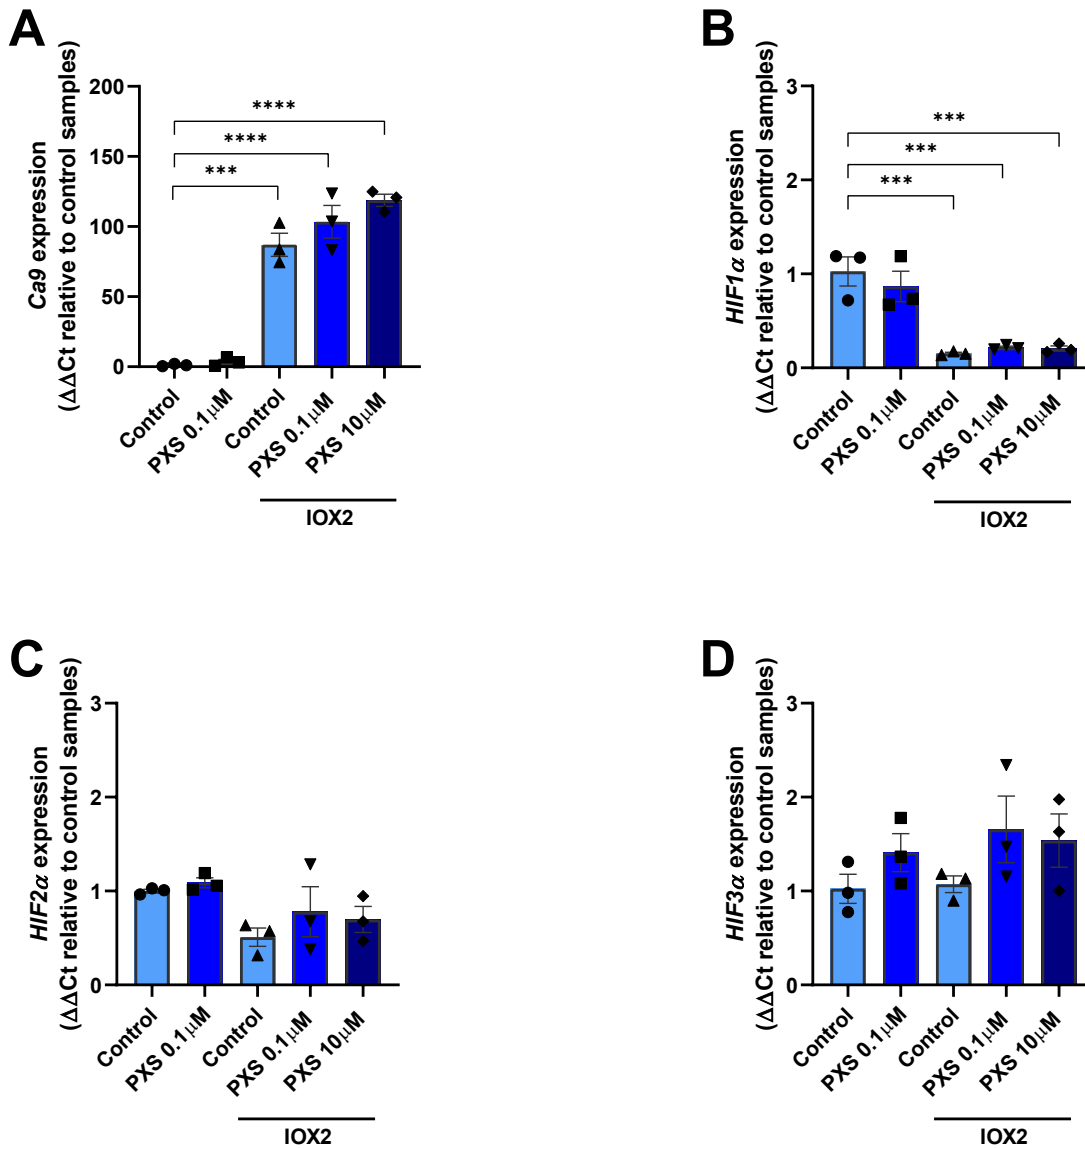 A
Ca9 expression
(ΔΔCt relative to control samples)
200
150
100
50
0
****
****
***
Control
PXS 0.1μM
Control
PXS 0.1μM
PXS 10μM
IOX2
B
HIF1α expression
(ΔΔCt relative to control samples)
3
2
1
0
***
***
***
Control
PXS 0.1μM
Control
PXS 0.1μM
PXS 10μM
IOX2
C
HIF2α expression
(ΔΔCt relative to control samples)
3
2
1
0
Control
PXS 0.1μM
Control
PXS 0.1μM
PXS 10μM
IOX2
D
HIF3α expression
(ΔΔCt relative to control samples)
3
2
1
0
Control
PXS 0.1μM
Control
PXS 0.1μM
PXS 10μM
IOX2